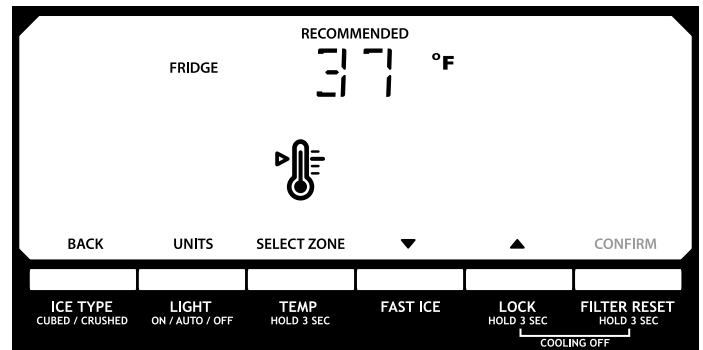 RECOMMENDED
FRIDGE 37 °F
BACK UNITS SELECT ZONE ▼ ▲ CONFIRM
ICE TYPE LIGHT TEMP FAST ICE LOCK FILTER RESET
CUBED / CRUSHED ON / AUTO / OFF HOLD 3 SEC HOLD 3 SEC HOLD 3 SEC
COOLING OFF